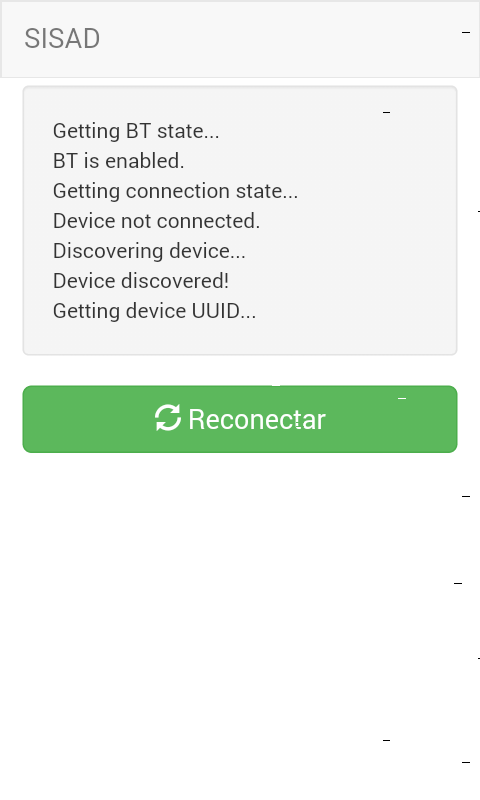 SISAD
Getting BT state...
BT is enabled.
Getting connection state...
Device not connected.
Discovering device...
Device discovered!
Getting device UUID...
Reconectar